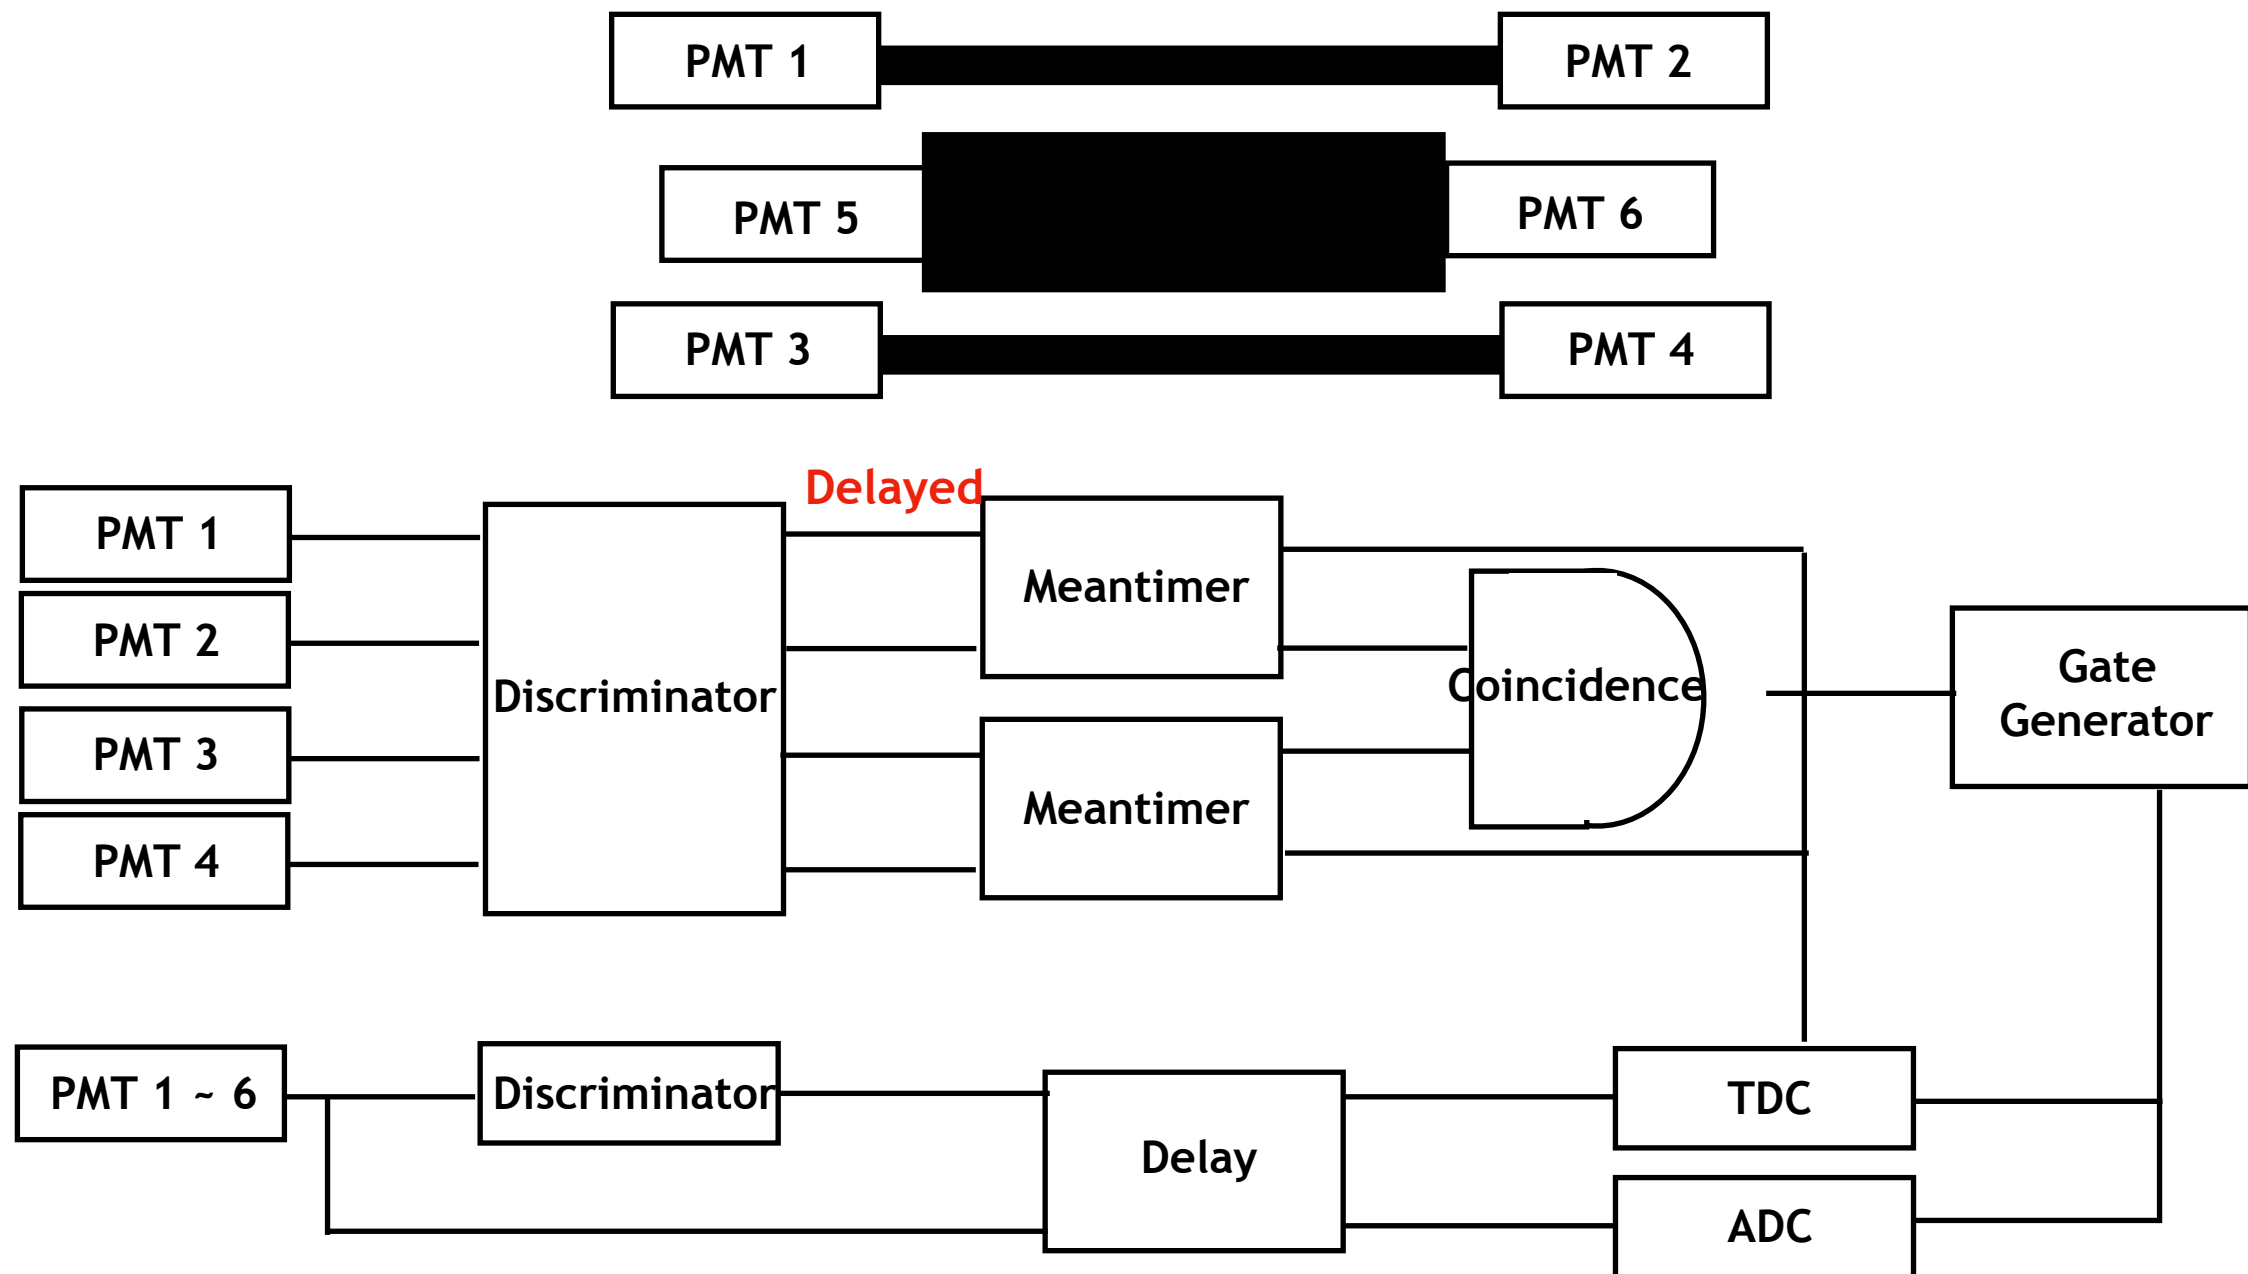 PMT 1
PMT 2
PMT 5
PMT 6
PMT 3
PMT 4
Delayed
PMT 1
PMT 2
PMT 3
PMT 4
Discriminator
Meantimer
Meantimer
Coincidence
Gate
Generator
PMT 1 ~ 6
Discriminator
Delay
TDC
ADC